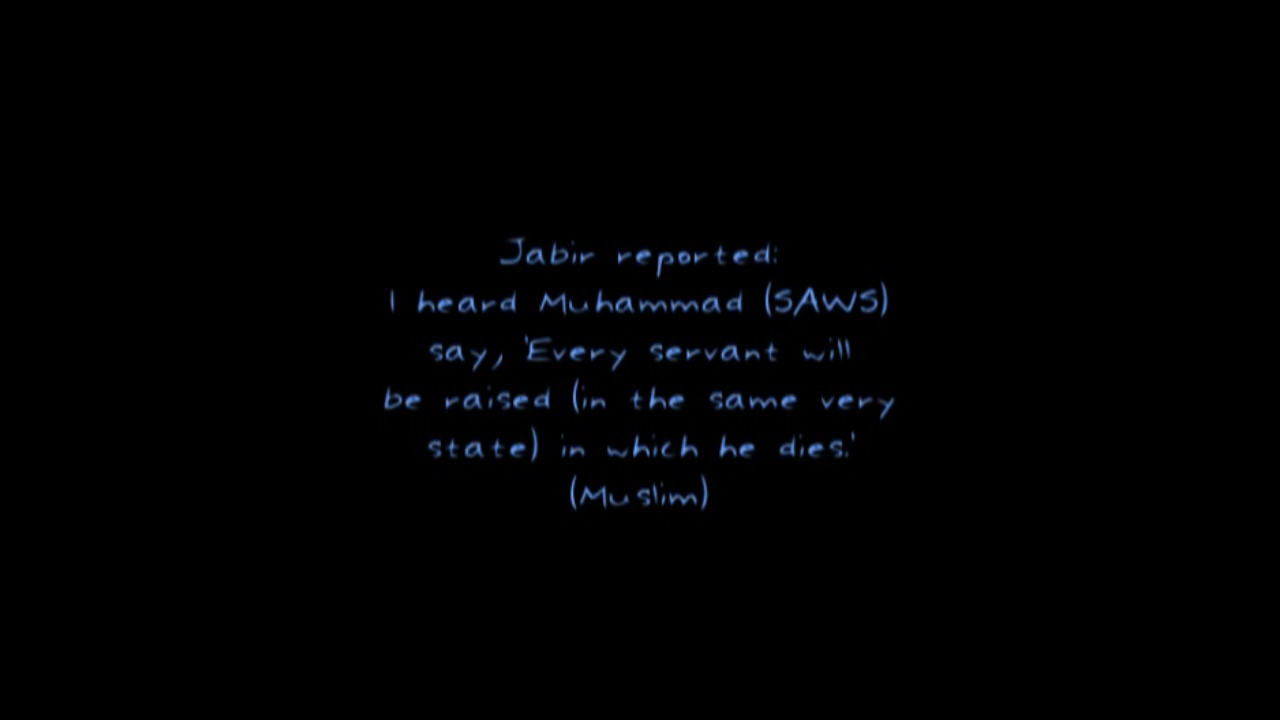 Jabir reported:
I heard Muhammad (SAWS)
say, 'Every servant will
be raised (in the same very
state) in which he dies.'
(Muslim)